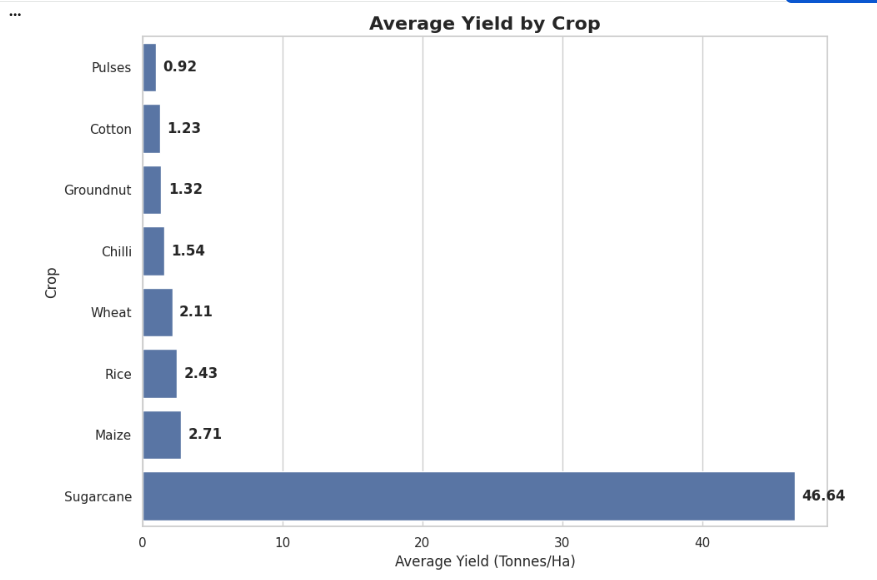 ...
Average Yield by Crop
Pulses 0.92
Cotton 1.23
Groundnut 1.32
Chilli 1.54
Wheat 2.11
Rice 2.43
Maize 2.71
Sugarcane 46.64
Crop
0 10 20 30 40
Average Yield (Tonnes/Ha)